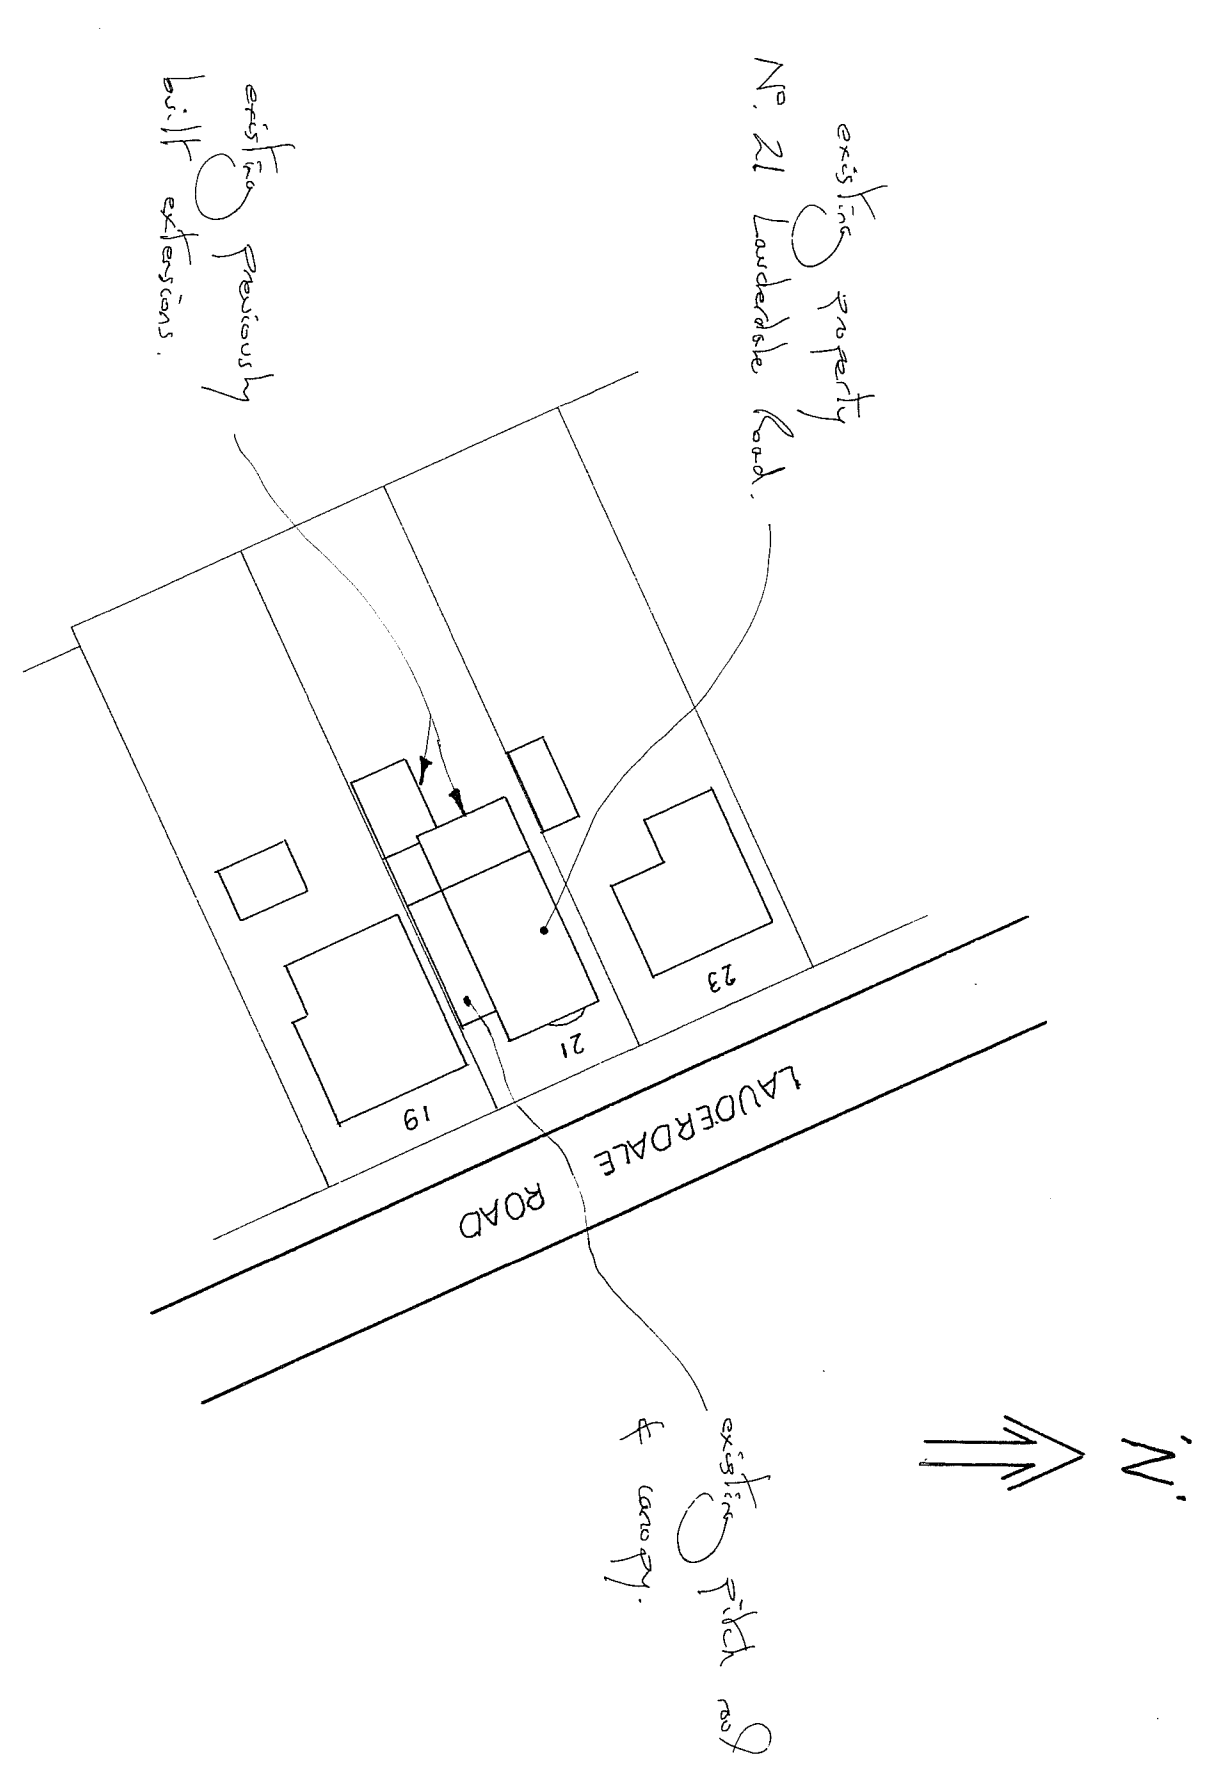 existing property
Nº. 21 Lauderdale Road.
existing previously
built extensions.
23
21
19
LAUDERDALE ROAD
existing pitch roof
& canopy.
N.